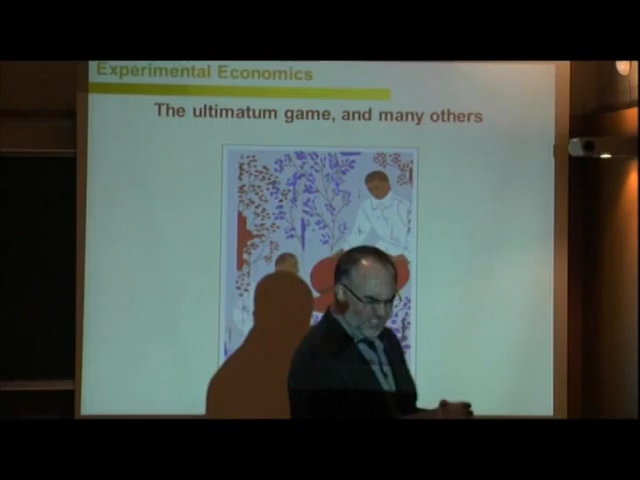 Experimental Economics
The ultimatum game, and many others